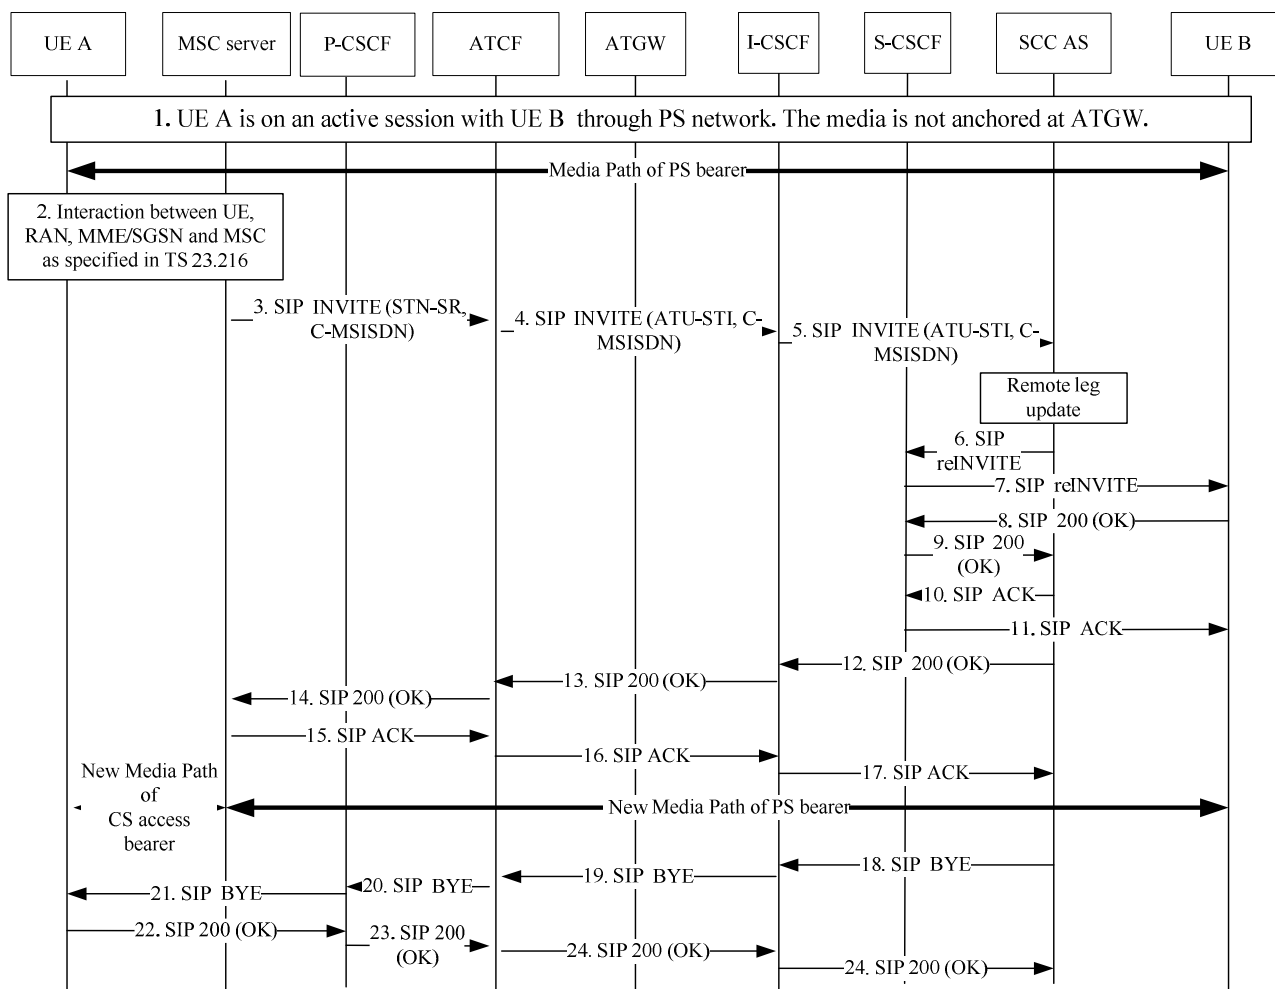 UE A
MSC server
P-CSCF
ATCF
ATGW
I-CSCF
S-CSCF
SCC AS
UE B
1. UE A is on an active session with UE B through PS network. The media is not anchored at ATGW.
Media Path of PS bearer
2. Interaction between UE,
RAN, MME/SGSN and MSC
as specified in TS 23.216
3. SIP INVITE (STN-SR,
C-MSISDN)
4. SIP INVITE (ATU-STI, C-
MSISDN)
5. SIP INVITE (ATU-STI, C-
MSISDN)
Remote leg
update
6. SIP
reINVITE
7. SIP reINVITE
8. SIP 200 (OK)
9. SIP 200
(OK)
10. SIP ACK
11. SIP ACK
12. SIP 200 (OK)
13. SIP 200 (OK)
14. SIP 200 (OK)
15. SIP ACK
16. SIP ACK
17. SIP ACK
New Media Path
of
CS access
bearer
New Media Path of PS bearer
18. SIP BYE
19. SIP BYE
20. SIP BYE
21. SIP BYE
22. SIP 200 (OK)
23. SIP 200
(OK)
24. SIP 200 (OK)
24. SIP 200 (OK)